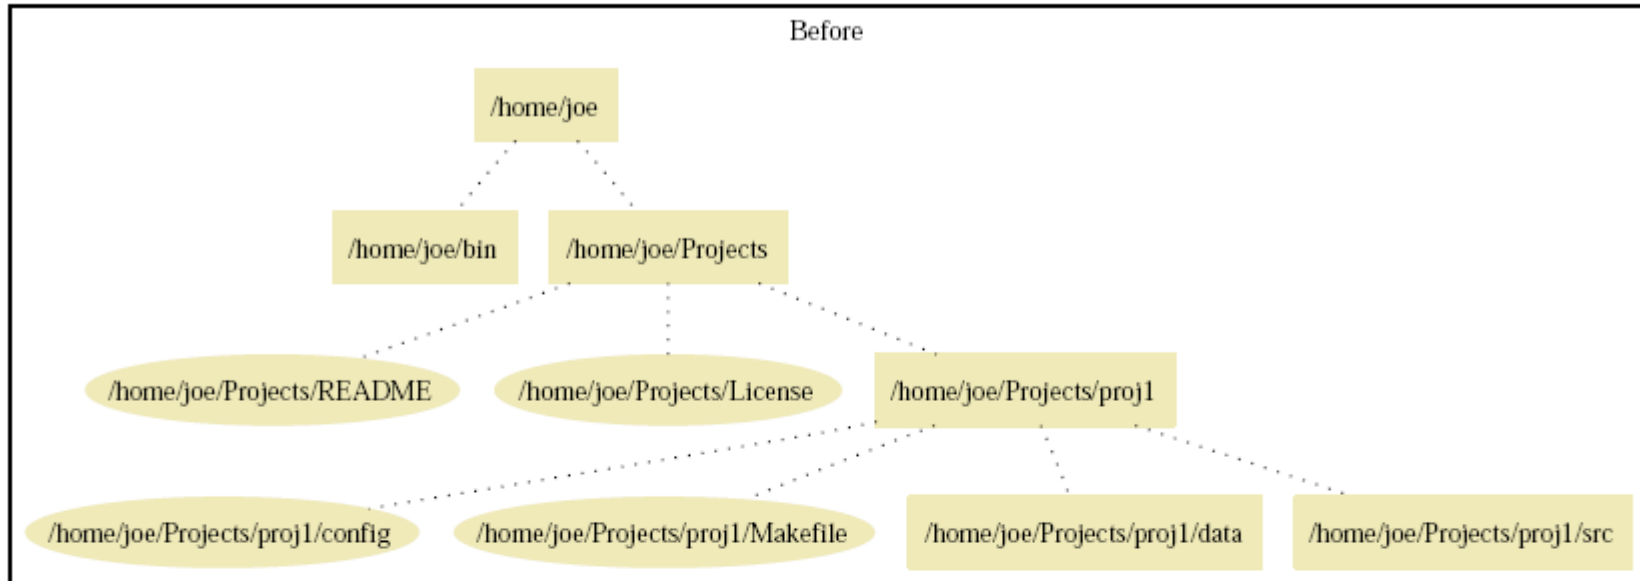 Before
/home/joe
/home/joe/bin
/home/joe/Projects
/home/joe/Projects/README
/home/joe/Projects/License
/home/joe/Projects/proj1
/home/joe/Projects/proj1/config
/home/joe/Projects/proj1/Makefile
/home/joe/Projects/proj1/data
/home/joe/Projects/proj1/src